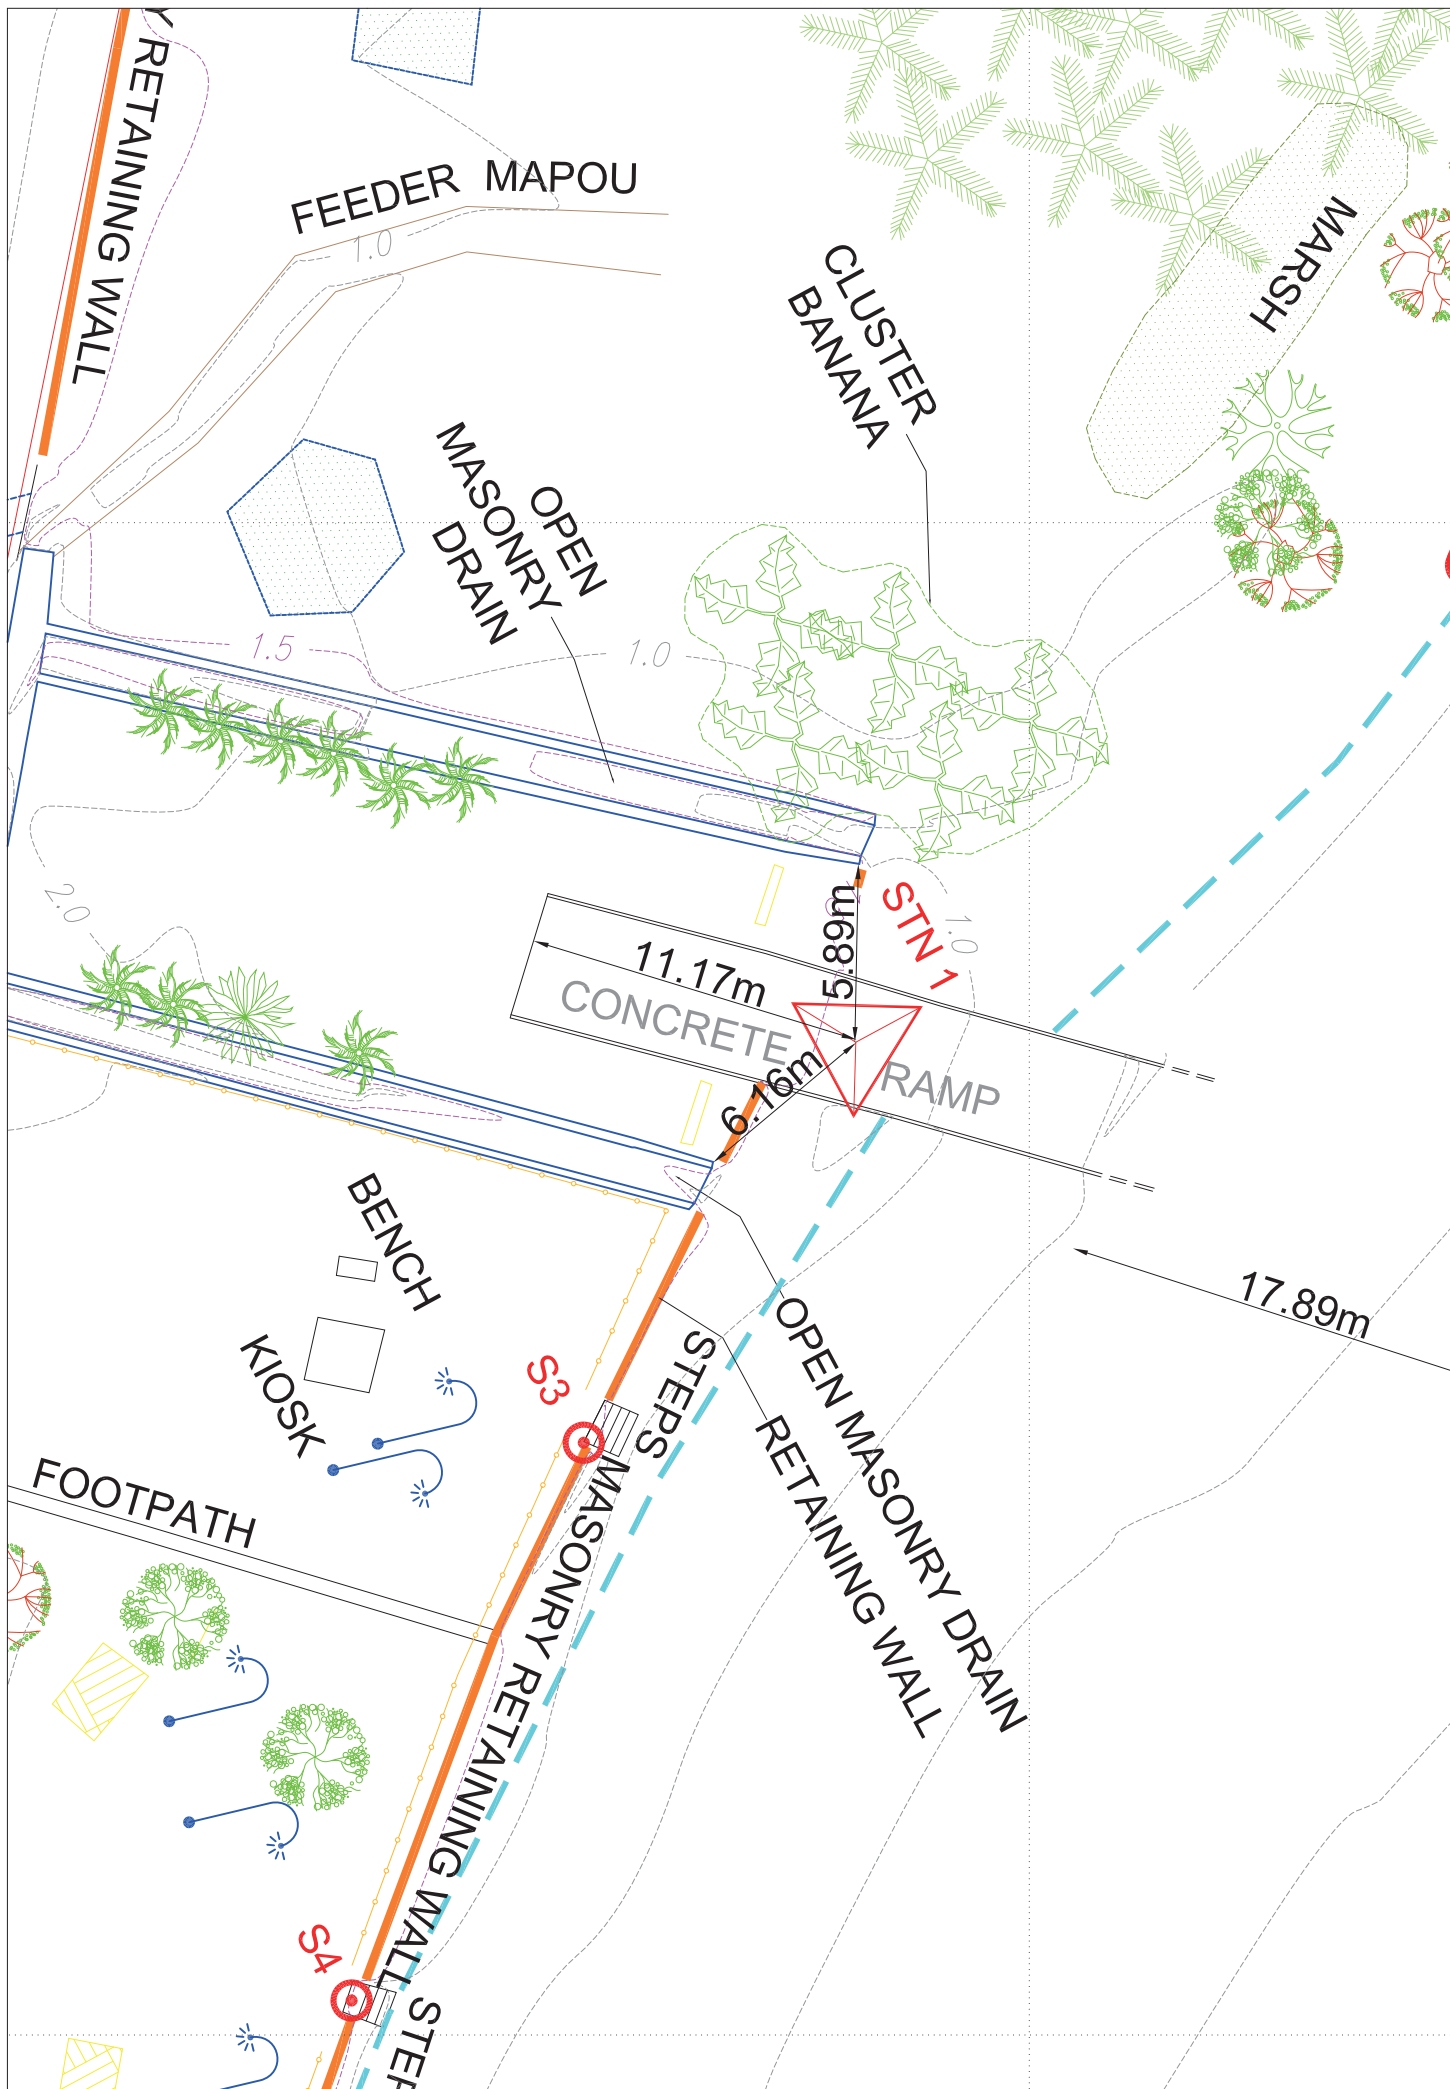 RETAINING WALL
FEEDER MAPOU
1.0
MARSH
CLUSTER
BANANA
OPEN
MASONRY
DRAIN
1.5
1.0
2.0
STN 1
1.0
5.89m
11.17m
CONCRETE
RAMP
6.16m
BENCH
KIOSK
17.89m
OPEN MASONRY DRAIN
RETAINING WALL
STEPS
S3
FOOTPATH
MASONRY RETAINING WALL
S4